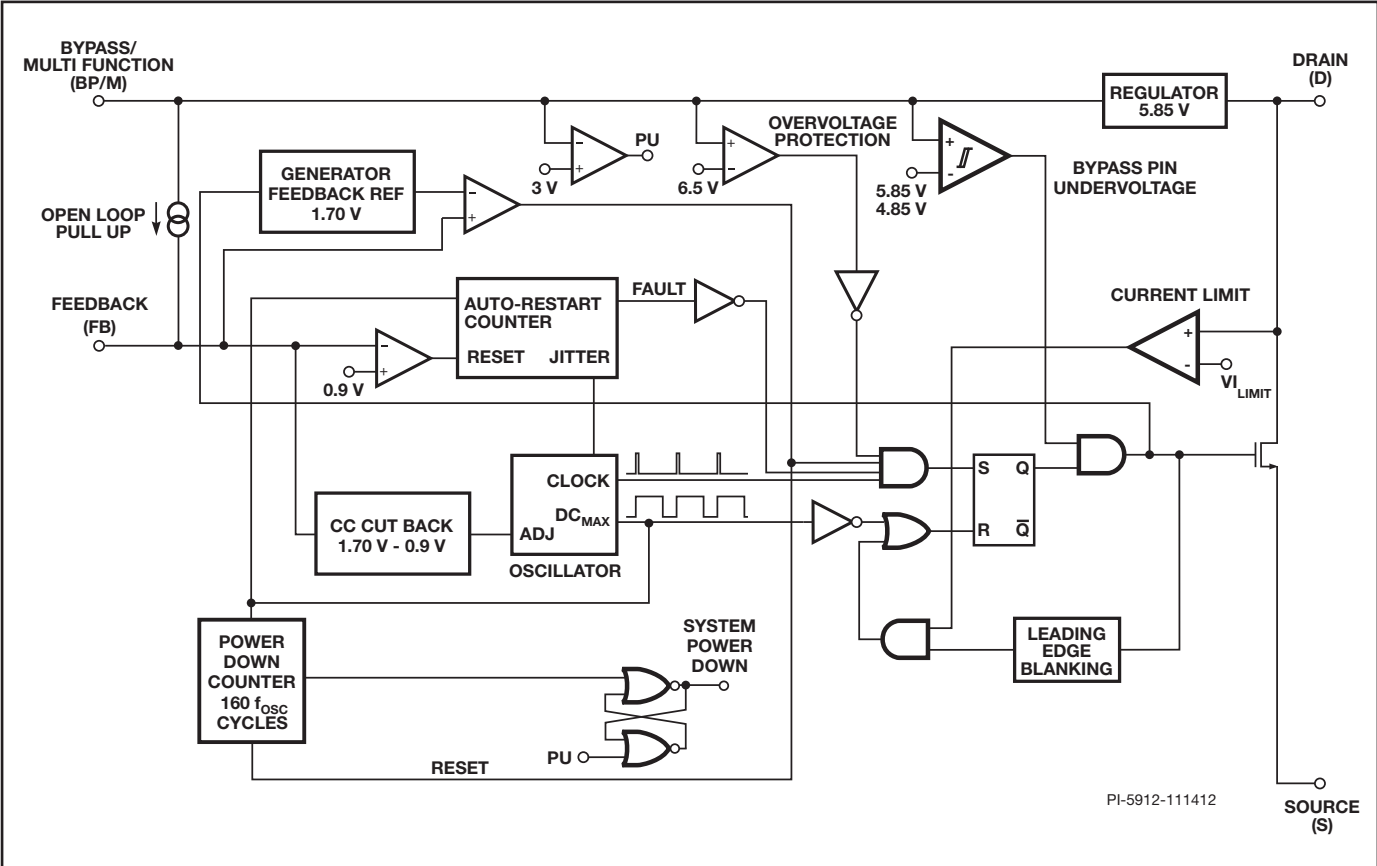 BYPASS/
MULTI FUNCTION
(BP/M)
DRAIN
(D)
REGULATOR
5.85 V
PU
3 V
OVERVOLTAGE
PROTECTION
+
-
6.5 V
+
-
5.85 V
4.85 V
BYPASS PIN
UNDERVOLTAGE
GENERATOR
FEEDBACK REF
1.70 V
-
+
-
+
OPEN LOOP
PULL UP
FEEDBACK
(FB)
AUTO-RESTART
COUNTER
RESET JITTER
FAULT
-
+
0.9 V
CURRENT LIMIT
+
-
VI LIMIT
CLOCK
DCMAX
ADJ
OSCILLATOR
CC CUT BACK
1.70 V - 0.9 V
S Q
R Q̅
POWER
DOWN
COUNTER
160 fOSC
CYCLES
SYSTEM
POWER
DOWN
LEADING
EDGE
BLANKING
PU
RESET
PI-5912-111412
SOURCE
(S)